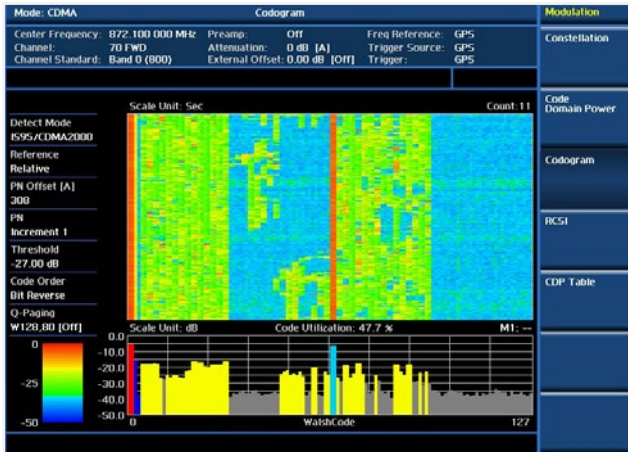 Mode: CDMA
Codogram
Modulation
Center Frequency: 872.100 000 MHz Preamp: Off Freq Reference: GPS
Channel: 70 FWD Attenuation: 0 dB [A] Trigger Source: GPS
Channel Standard: Band 0 (800) External Offset: 0.00 dB [Off] Trigger: GPS
Constellation
Scale Unit: Sec Count:11
Code
Domain Power
Detect Mode
IS95/CDMA2000
Reference
Relative
Codogram
PN Offset [A]
308
PN
Increment 1
RCSI
Threshold
-27.00 dB
Code Order
Bit Reverse
CDP Table
Q-Paging
W128,80 [Off]
Scale Unit: dB Code Utilization: 47.7 % M1: --
0
-25
-50
0.0
-10.0
-20.0
-30.0
-40.0
-50.0
0 WalshCode 127